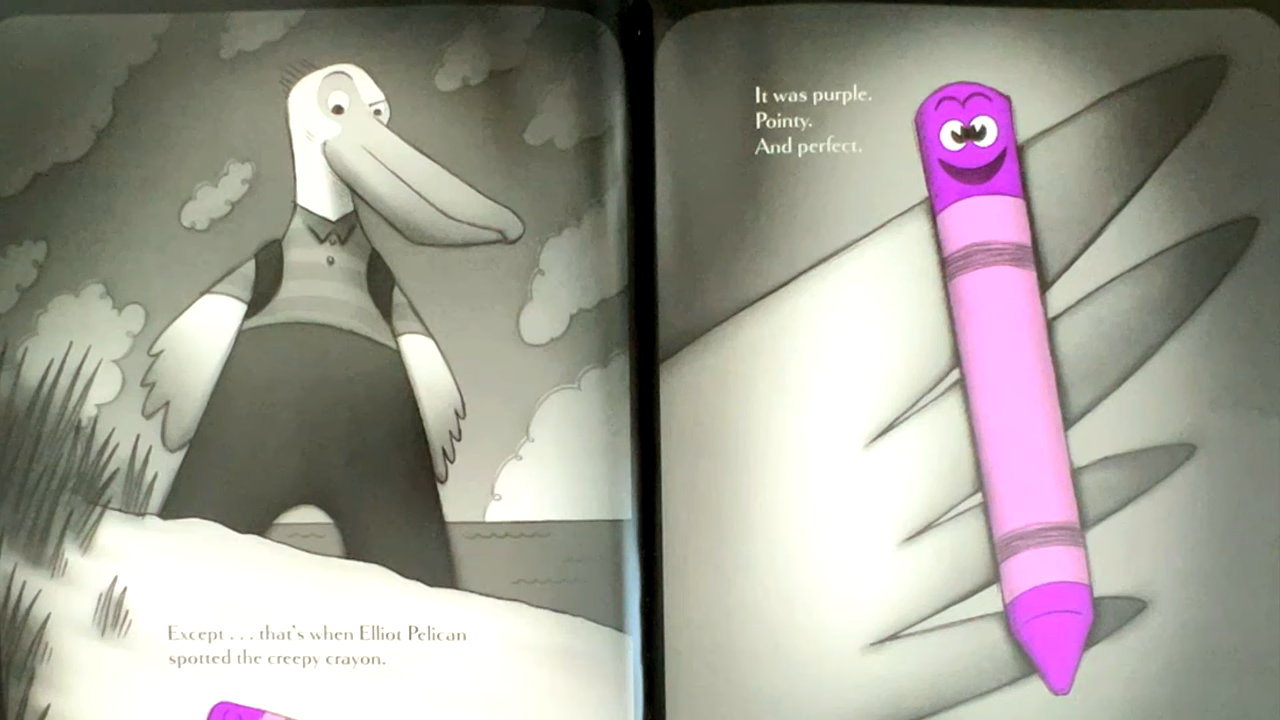 Except . . . that's when Elliot Pelican
spotted the creepy crayon.
It was purple.
Pointy.
And perfect.